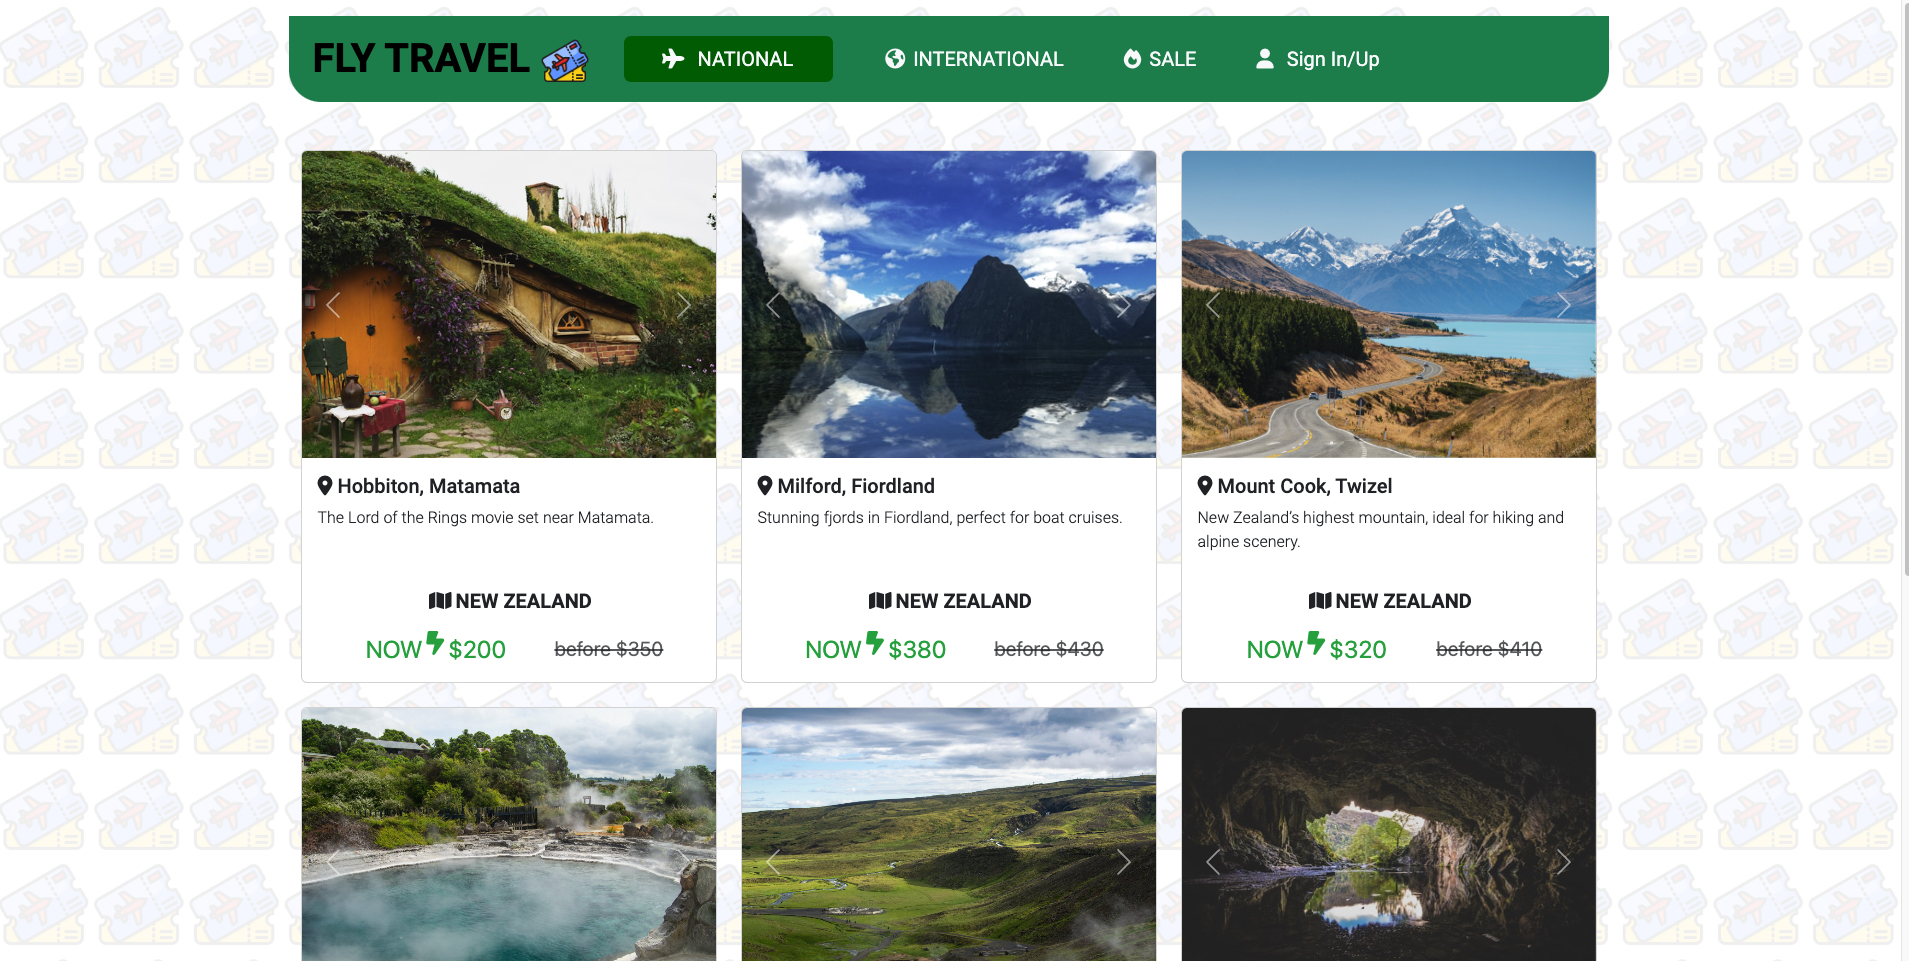 FLY TRAVEL
NATIONAL
INTERNATIONAL
SALE
Sign In/Up
Hobbiton, Matamata
The Lord of the Rings movie set near Matamata.
NEW ZEALAND
NOW $200
before $350
Milford, Fiordland
Stunning fjords in Fiordland, perfect for boat cruises.
NEW ZEALAND
NOW $380
before $430
Mount Cook, Twizel
New Zealand’s highest mountain, ideal for hiking and
alpine scenery.
NEW ZEALAND
NOW $320
before $410